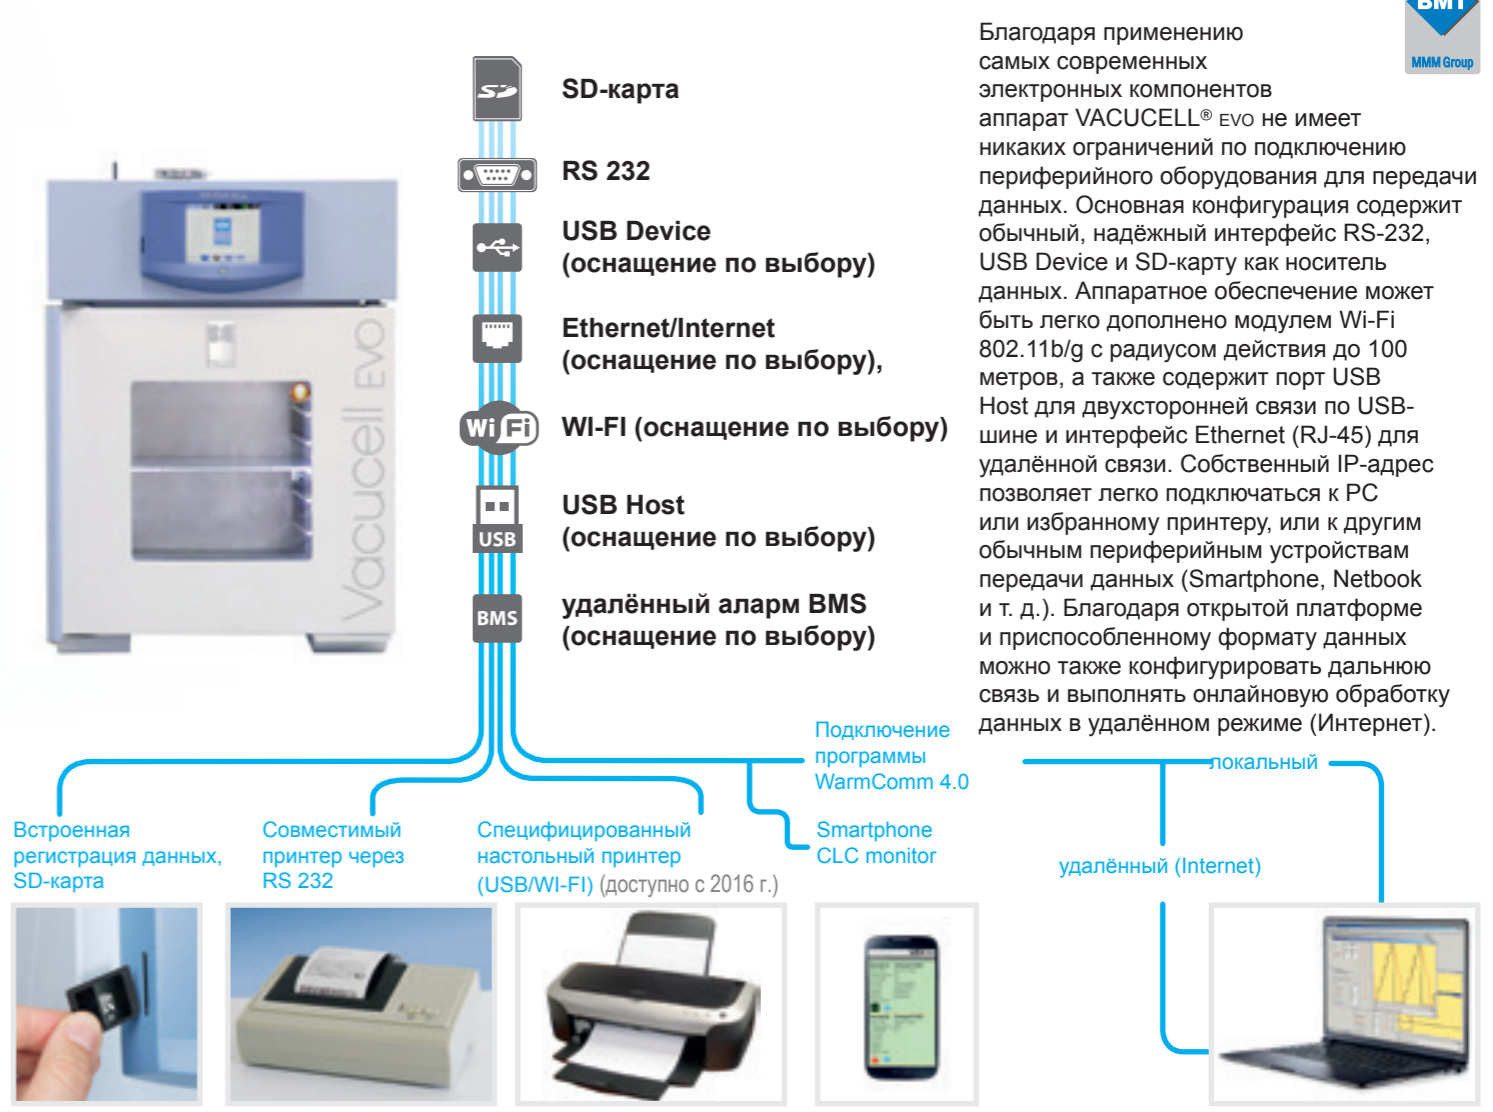 BMT
MMM Group
SD-карта
RS 232
USB Device
(оснащение по выбору)
Ethernet/Internet
(оснащение по выбору),
Wi Fi
WI-FI (оснащение по выбору)
USB Host
(оснащение по выбору)
USB
BMS
удалённый аларм BMS
(оснащение по выбору)
Vacucell EVO
Благодаря применению
самых современных
электронных компонентов
аппарат VACUCELL® EVO не имеет
никаких ограничений по подключению
периферийного оборудования для передачи
данных. Основная конфигурация содержит
обычный, надёжный интерфейс RS-232,
USB Device и SD-карту как носитель
данных. Аппаратное обеспечение может
быть легко дополнено модулем Wi-Fi
802.11b/g с радиусом действия до 100
метров, а также содержит порт USB
Host для двухсторонней связи по USB-
шине и интерфейс Ethernet (RJ-45) для
удалённой связи. Собственный IP-адрес
позволяет легко подключаться к PC
или избранному принтеру, или к другим
обычным периферийным устройствам
передачи данных (Smartphone, Netbook
и т. д.). Благодаря открытой платформе
и приспособленному формату данных
можно также конфигурировать дальнюю
связь и выполнять онлайновую обработку
данных в удалённом режиме (Интернет).
Подключение
программы
WarmComm 4.0
локальный
Встроенная
регистрация данных,
SD-карта
Совместимый
принтер через
RS 232
Специфицированный
настольный принтер
(USB/WI-FI) (доступно с 2016 г.)
Smartphone
CLC monitor
удалённый (Internet)